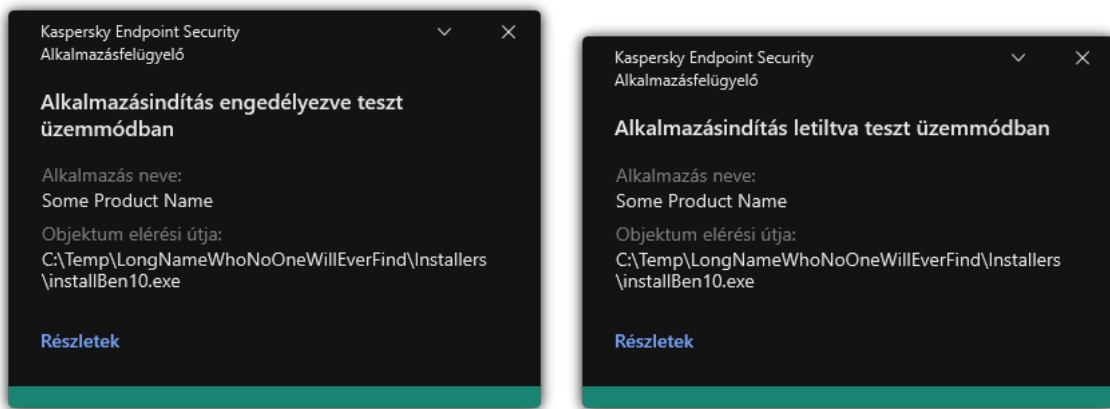 Kaspersky Endpoint Security
Alkalmazásfelügyelő
Alkalmazásindítás engedélyezve teszt
üzemmódban
Alkalmazás neve:
Some Product Name
Objektum elérési útja:
C:\Temp\LongNameWhoNoOneWillEverFind\Installers
\installBen10.exe
Részletek
Kaspersky Endpoint Security
Alkalmazásfelügyelő
Alkalmazásindítás letiltva teszt üzemmódban
Alkalmazás neve:
Some Product Name
Objektum elérési útja:
C:\Temp\LongNameWhoNoOneWillEverFind\Installers
\installBen10.exe
Részletek